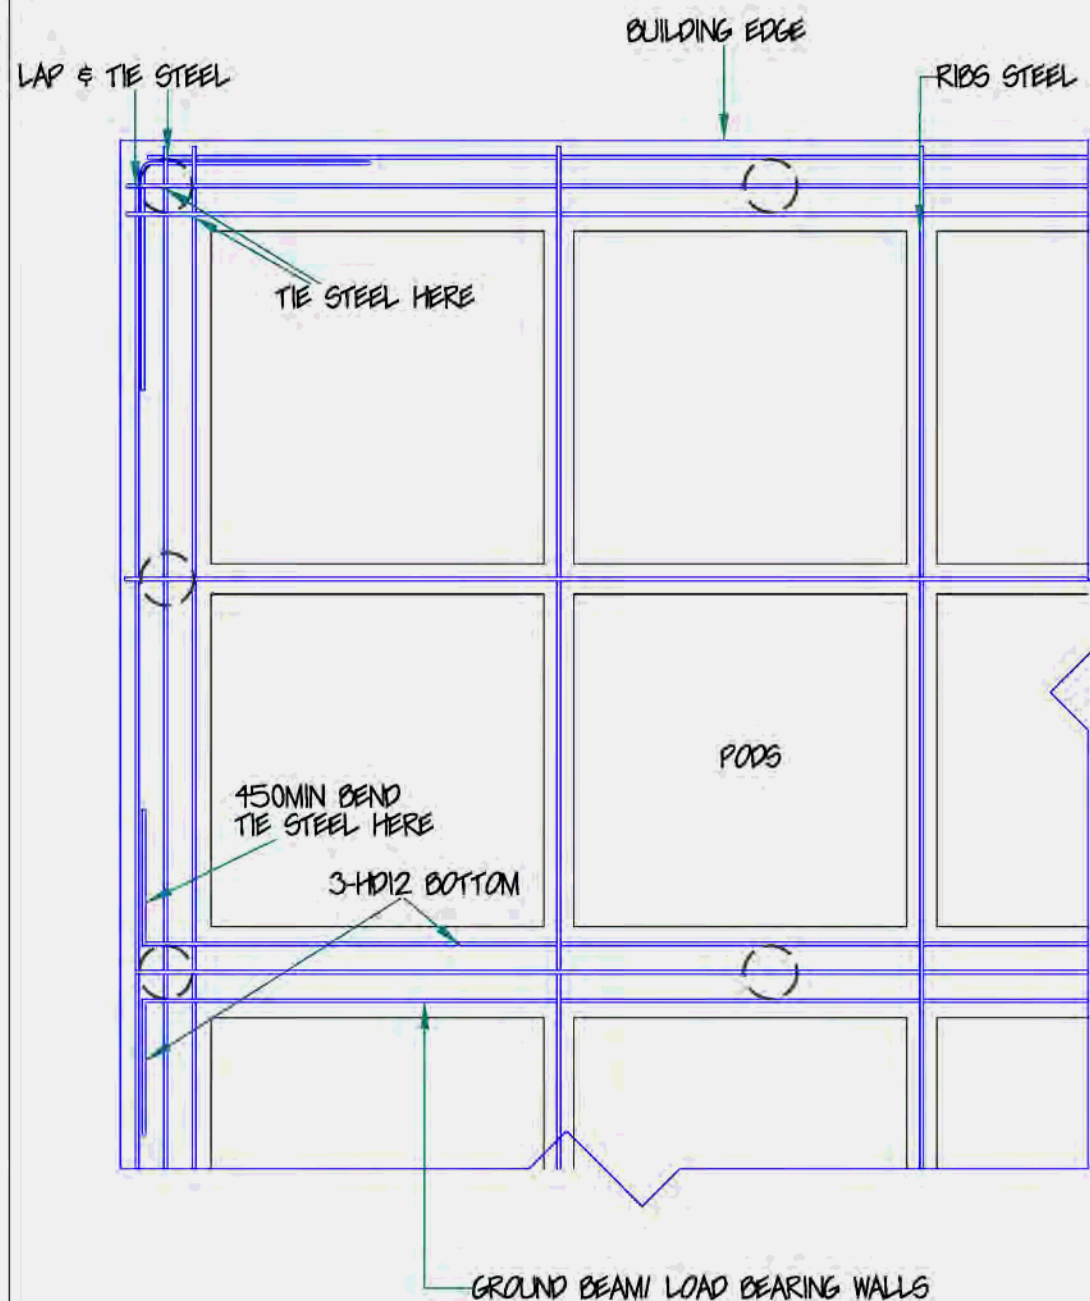 BUILDING EDGE
LAP & TIE STEEL
RIBS STEEL
TIE STEEL HERE
PODS
450MIN BEND
TIE STEEL HERE
3-HD12 BOTTOM
GROUND BEAM/ LOAD BEARING WALLS